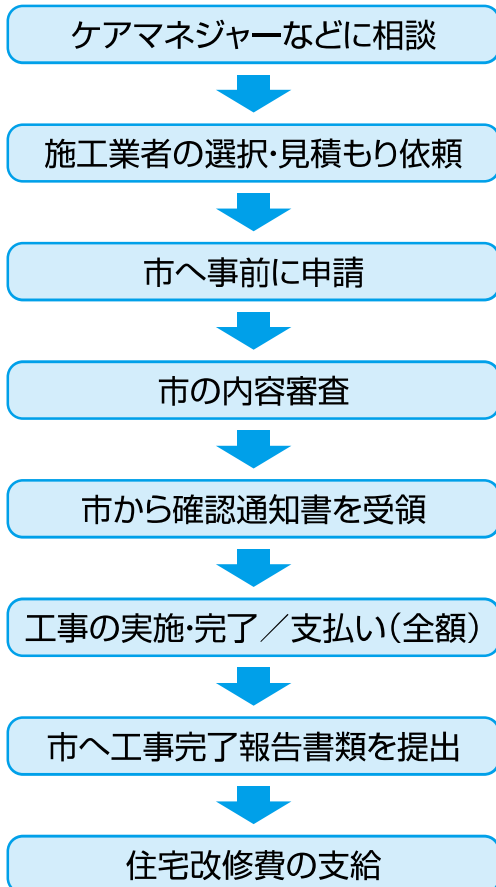 ケアマネジャーなどに相談
施工業者の選択・見積もり依頼
市へ事前に申請
市の内容審査
市から確認通知書を受領
工事の実施・完了／支払い（全額）
市へ工事完了報告書類を提出
住宅改修費の支給